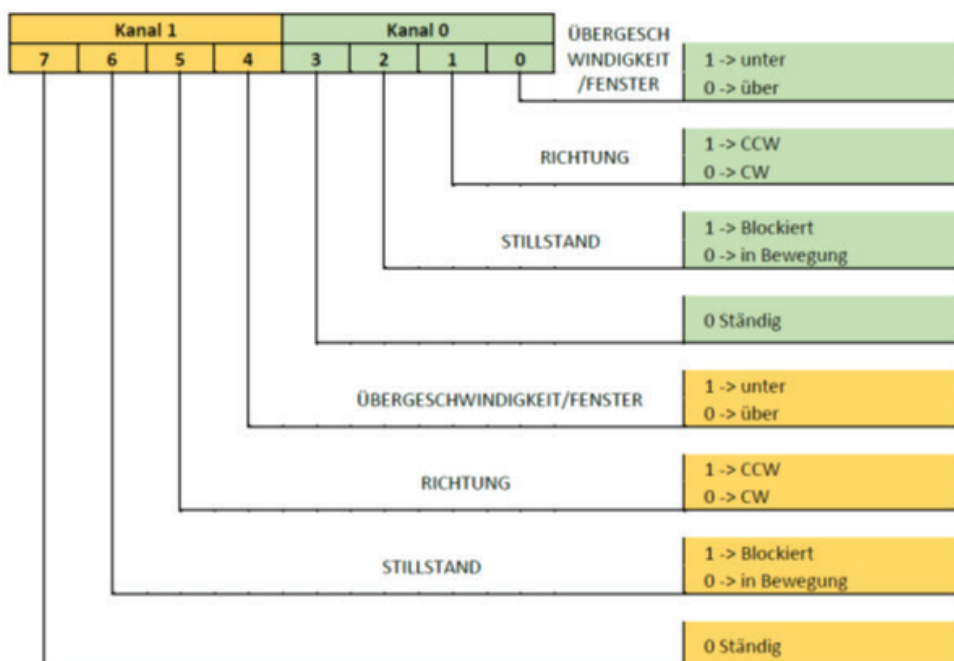 Kanal 1 Kanal 0
7 6 5 4 3 2 1 0
ÜBERGESCH
WINDIGKEIT
/FENSTER
1 -> unter
0 -> über
RICHTUNG
1 -> CCW
0 -> CW
STILLSTAND
1 -> Blockiert
0 -> in Bewegung
0 Ständig
ÜBERGESCHWINDIGKEIT/FENSTER
1 -> unter
0 -> über
RICHTUNG
1 -> CCW
0 -> CW
STILLSTAND
1 -> Blockiert
0 -> in Bewegung
0 Ständig